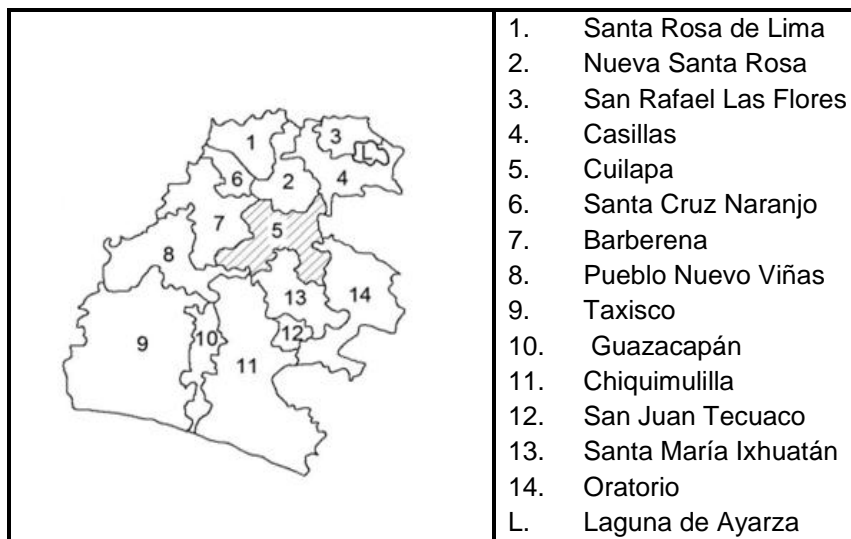 1. Santa Rosa de Lima
2. Nueva Santa Rosa
3. San Rafael Las Flores
4. Casillas
5. Cuilapa
6. Santa Cruz Naranjo
7. Barberena
8. Pueblo Nuevo Viñas
9. Taxisco
10. Guazacapán
11. Chiquimulilla
12. San Juan Tecuaco
13. Santa María Ixhuatán
14. Oratorio
L. Laguna de Ayarza
1
3
L
6
2
4
7
5
8
13
14
10
12
9
11